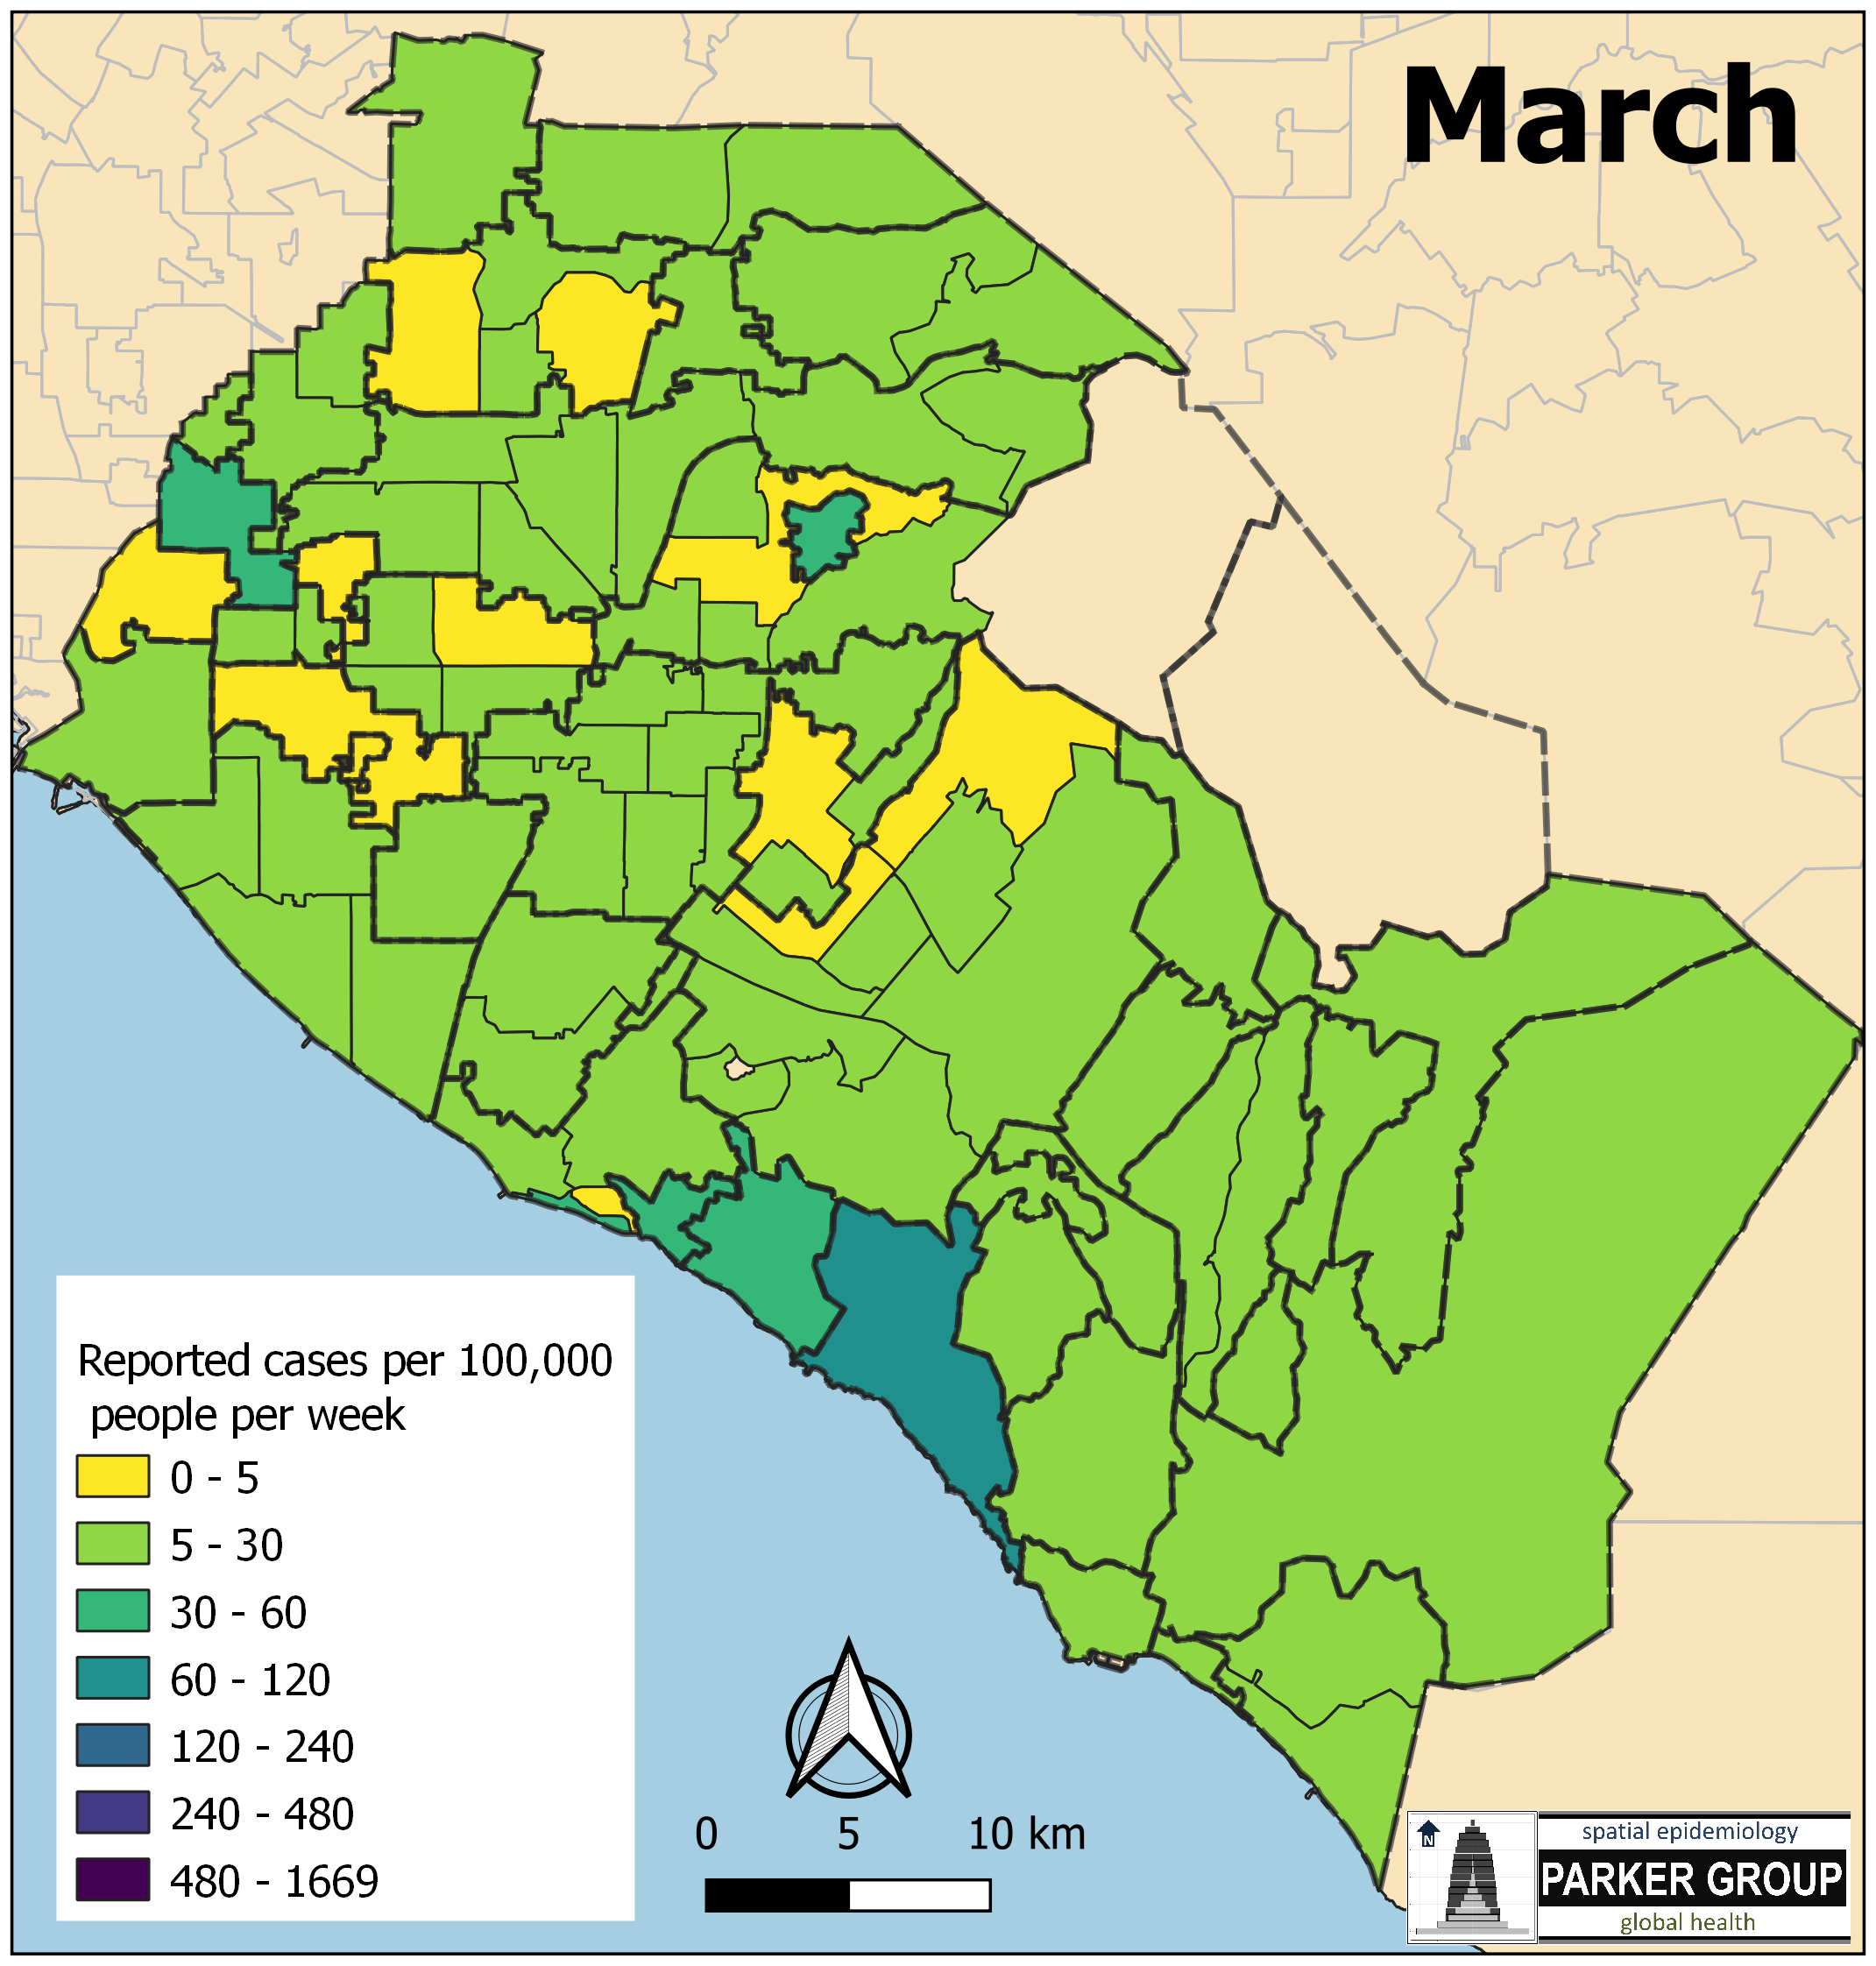 March
Reported cases per 100,000
people per week
0 - 5
5 - 30
30 - 60
60 - 120
120 - 240
240 - 480
480 - 1669
0 5 10 km
N
spatial epidemiology
PARKER GROUP
global health